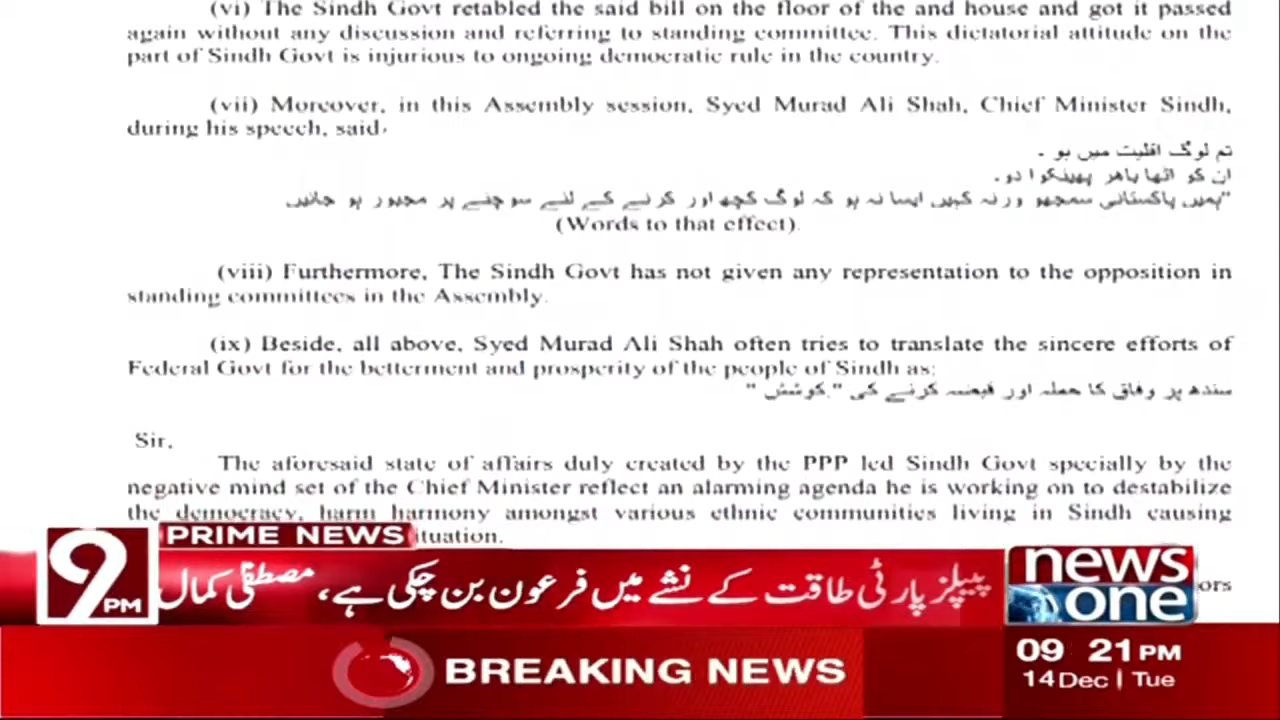 (vi) The Sindh Govt retabled the said bill on the floor of the and house and got it passed
again without any discussion and referring to standing committee. This dictatorial attitude on the
part of Sindh Govt is injurious to ongoing democratic rule in the country.
(vii) Moreover, in this Assembly session, Syed Murad Ali Shah, Chief Minister Sindh,
during his speech, said-
تم لوگ اقلیت میں ہو ۔
ان کو اٹھا باھر پھینکوا دو۔
"ہمیں پاکستانی سمجھو ورنہ کہیں ایسا نہ ہو کہ لوگ کچھ اور کرنے کے لئے سوچنے پر مجبور ہو جائیں
(Words to that effect).
(viii) Furthermore, The Sindh Govt has not given any representation to the opposition in
standing committees in the Assembly.
(ix) Beside, all above, Syed Murad Ali Shah often tries to translate the sincere efforts of
Federal Govt for the betterment and prosperity of the people of Sindh as:
سندھ پر وفاق کا حملہ اور قبضہ کرنے کی ".کوشش "
Sir,
The aforesaid state of affairs duly created by the PPP led Sindh Govt specially by the
negative mind set of the Chief Minister reflect an alarming agenda he is working on to destabilize
the democracy, harm harmony amongst various ethnic communities living in Sindh causing
ituation.
ors
9 PM
PRIME NEWS
پیپلز پارٹی طاقت کے نشے میں فرعون بن چکی ہے، مصطفٰی کمال
news
one
BREAKING NEWS
09 21 PM
14 Dec | Tue